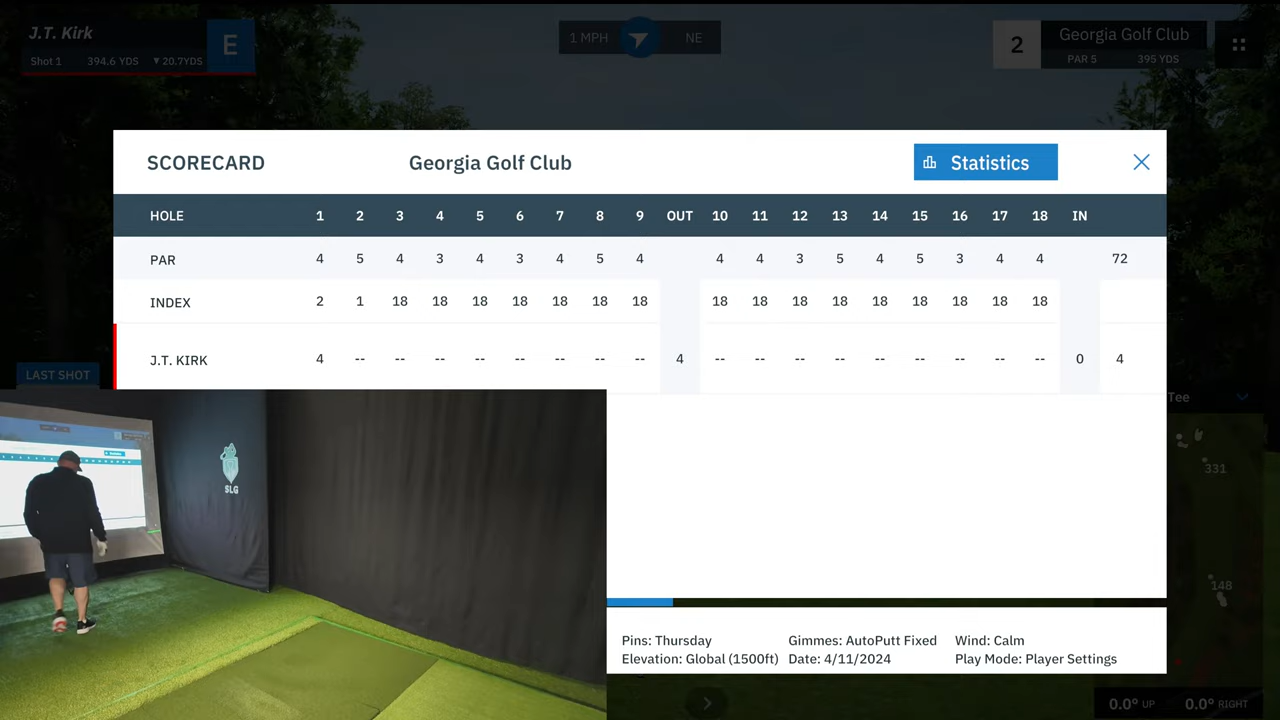 J.T. Kirk
E
Shot 1 394.6 YDS ▼20.7YDS
1 MPH NE
2
Georgia Golf Club
PAR 5 395 YDS
SCORECARD Georgia Golf Club Statistics
HOLE 1 2 3 4 5 6 7 8 9 OUT 10 11 12 13 14 15 16 17 18 IN
PAR 4 5 4 3 4 3 4 5 4 4 4 3 5 4 5 3 4 4 72
INDEX 2 1 18 18 18 18 18 18 18 18 18 18 18 18 18 18 18 18
J.T. KIRK 4 -- -- -- -- -- -- -- -- 4 -- -- -- -- -- -- -- -- -- 0 4
LAST SHOT
Tee
331
148
SLG
Pins: Thursday Gimmes: AutoPutt Fixed Wind: Calm
Elevation: Global (1500ft) Date: 4/11/2024 Play Mode: Player Settings
0.0° UP 0.0° RIGHT